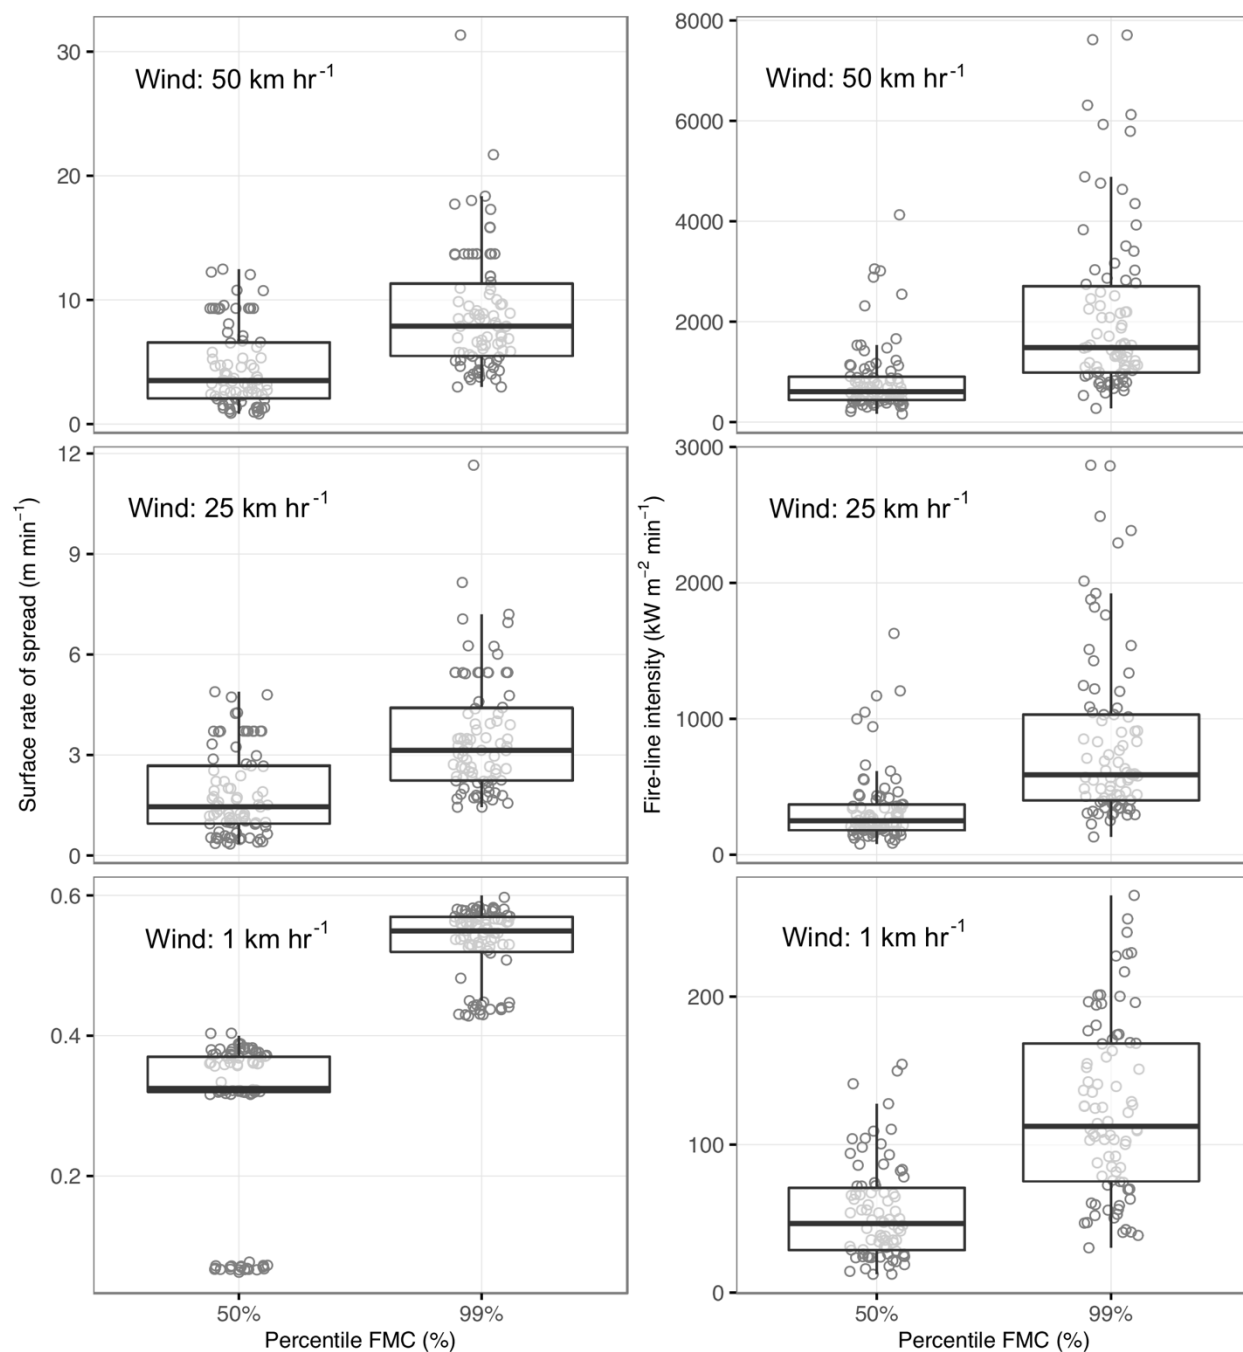 Wind: 50 km hr⁻¹
30
20
10
0
Wind: 50 km hr⁻¹
8000
6000
4000
2000
0
Surface rate of spread (m min⁻¹)
Wind: 25 km hr⁻¹
12
9
6
3
0
Fire-line intensity (kW m⁻² min⁻¹)
Wind: 25 km hr⁻¹
3000
2000
1000
0
Wind: 1 km hr⁻¹
0.6
0.4
0.2
50%
99%
Percentile FMC (%)
Wind: 1 km hr⁻¹
200
100
0
50%
99%
Percentile FMC (%)